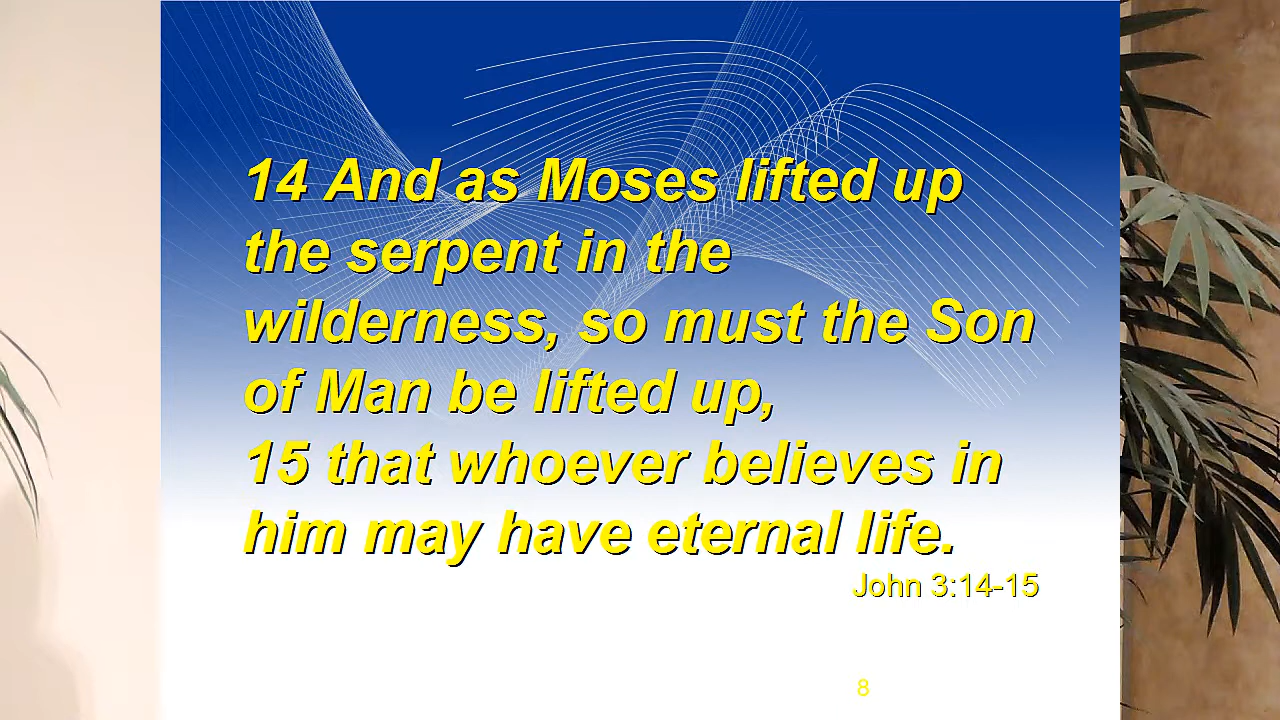 14 And as Moses lifted up
the serpent in the
wilderness, so must the Son
of Man be lifted up,
15 that whoever believes in
him may have eternal life.
John 3:14-15
8